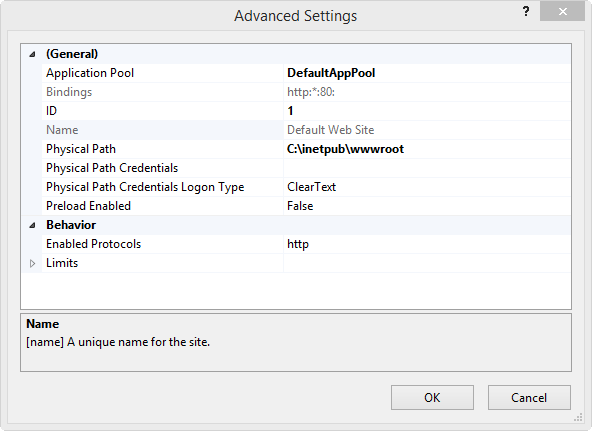 Advanced Settings
?
(General)
Application Pool DefaultAppPool
Bindings http:*:80:
ID 1
Name Default Web Site
Physical Path C:\inetpub\wwwroot
Physical Path Credentials
Physical Path Credentials Logon Type ClearText
Preload Enabled False
Behavior
Enabled Protocols http
Limits
Name
[name] A unique name for the site.
OK Cancel